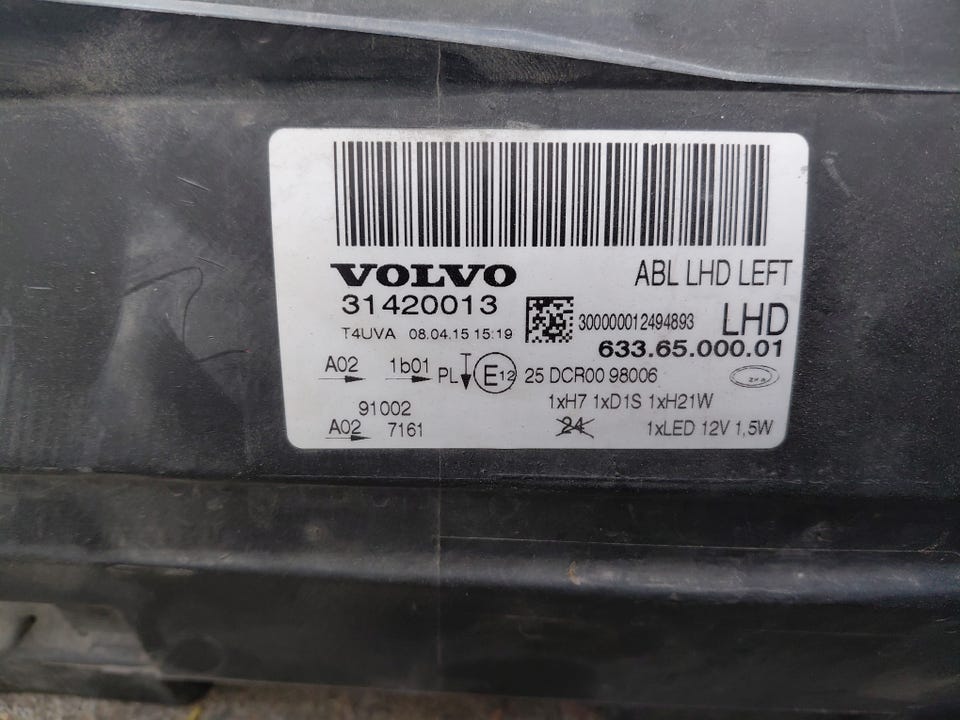 VOLVO
ABL LHD LEFT
31420013
300000012494893
LHD
T4UVA 08.04.15 15:19
633.65.000.01
A02
1b01
PL
E12
25 DCR00 98006
ZKW
91002
1xH7 1xD1S 1xH21W
A02
7161
24
1xLED 12V 1,5W